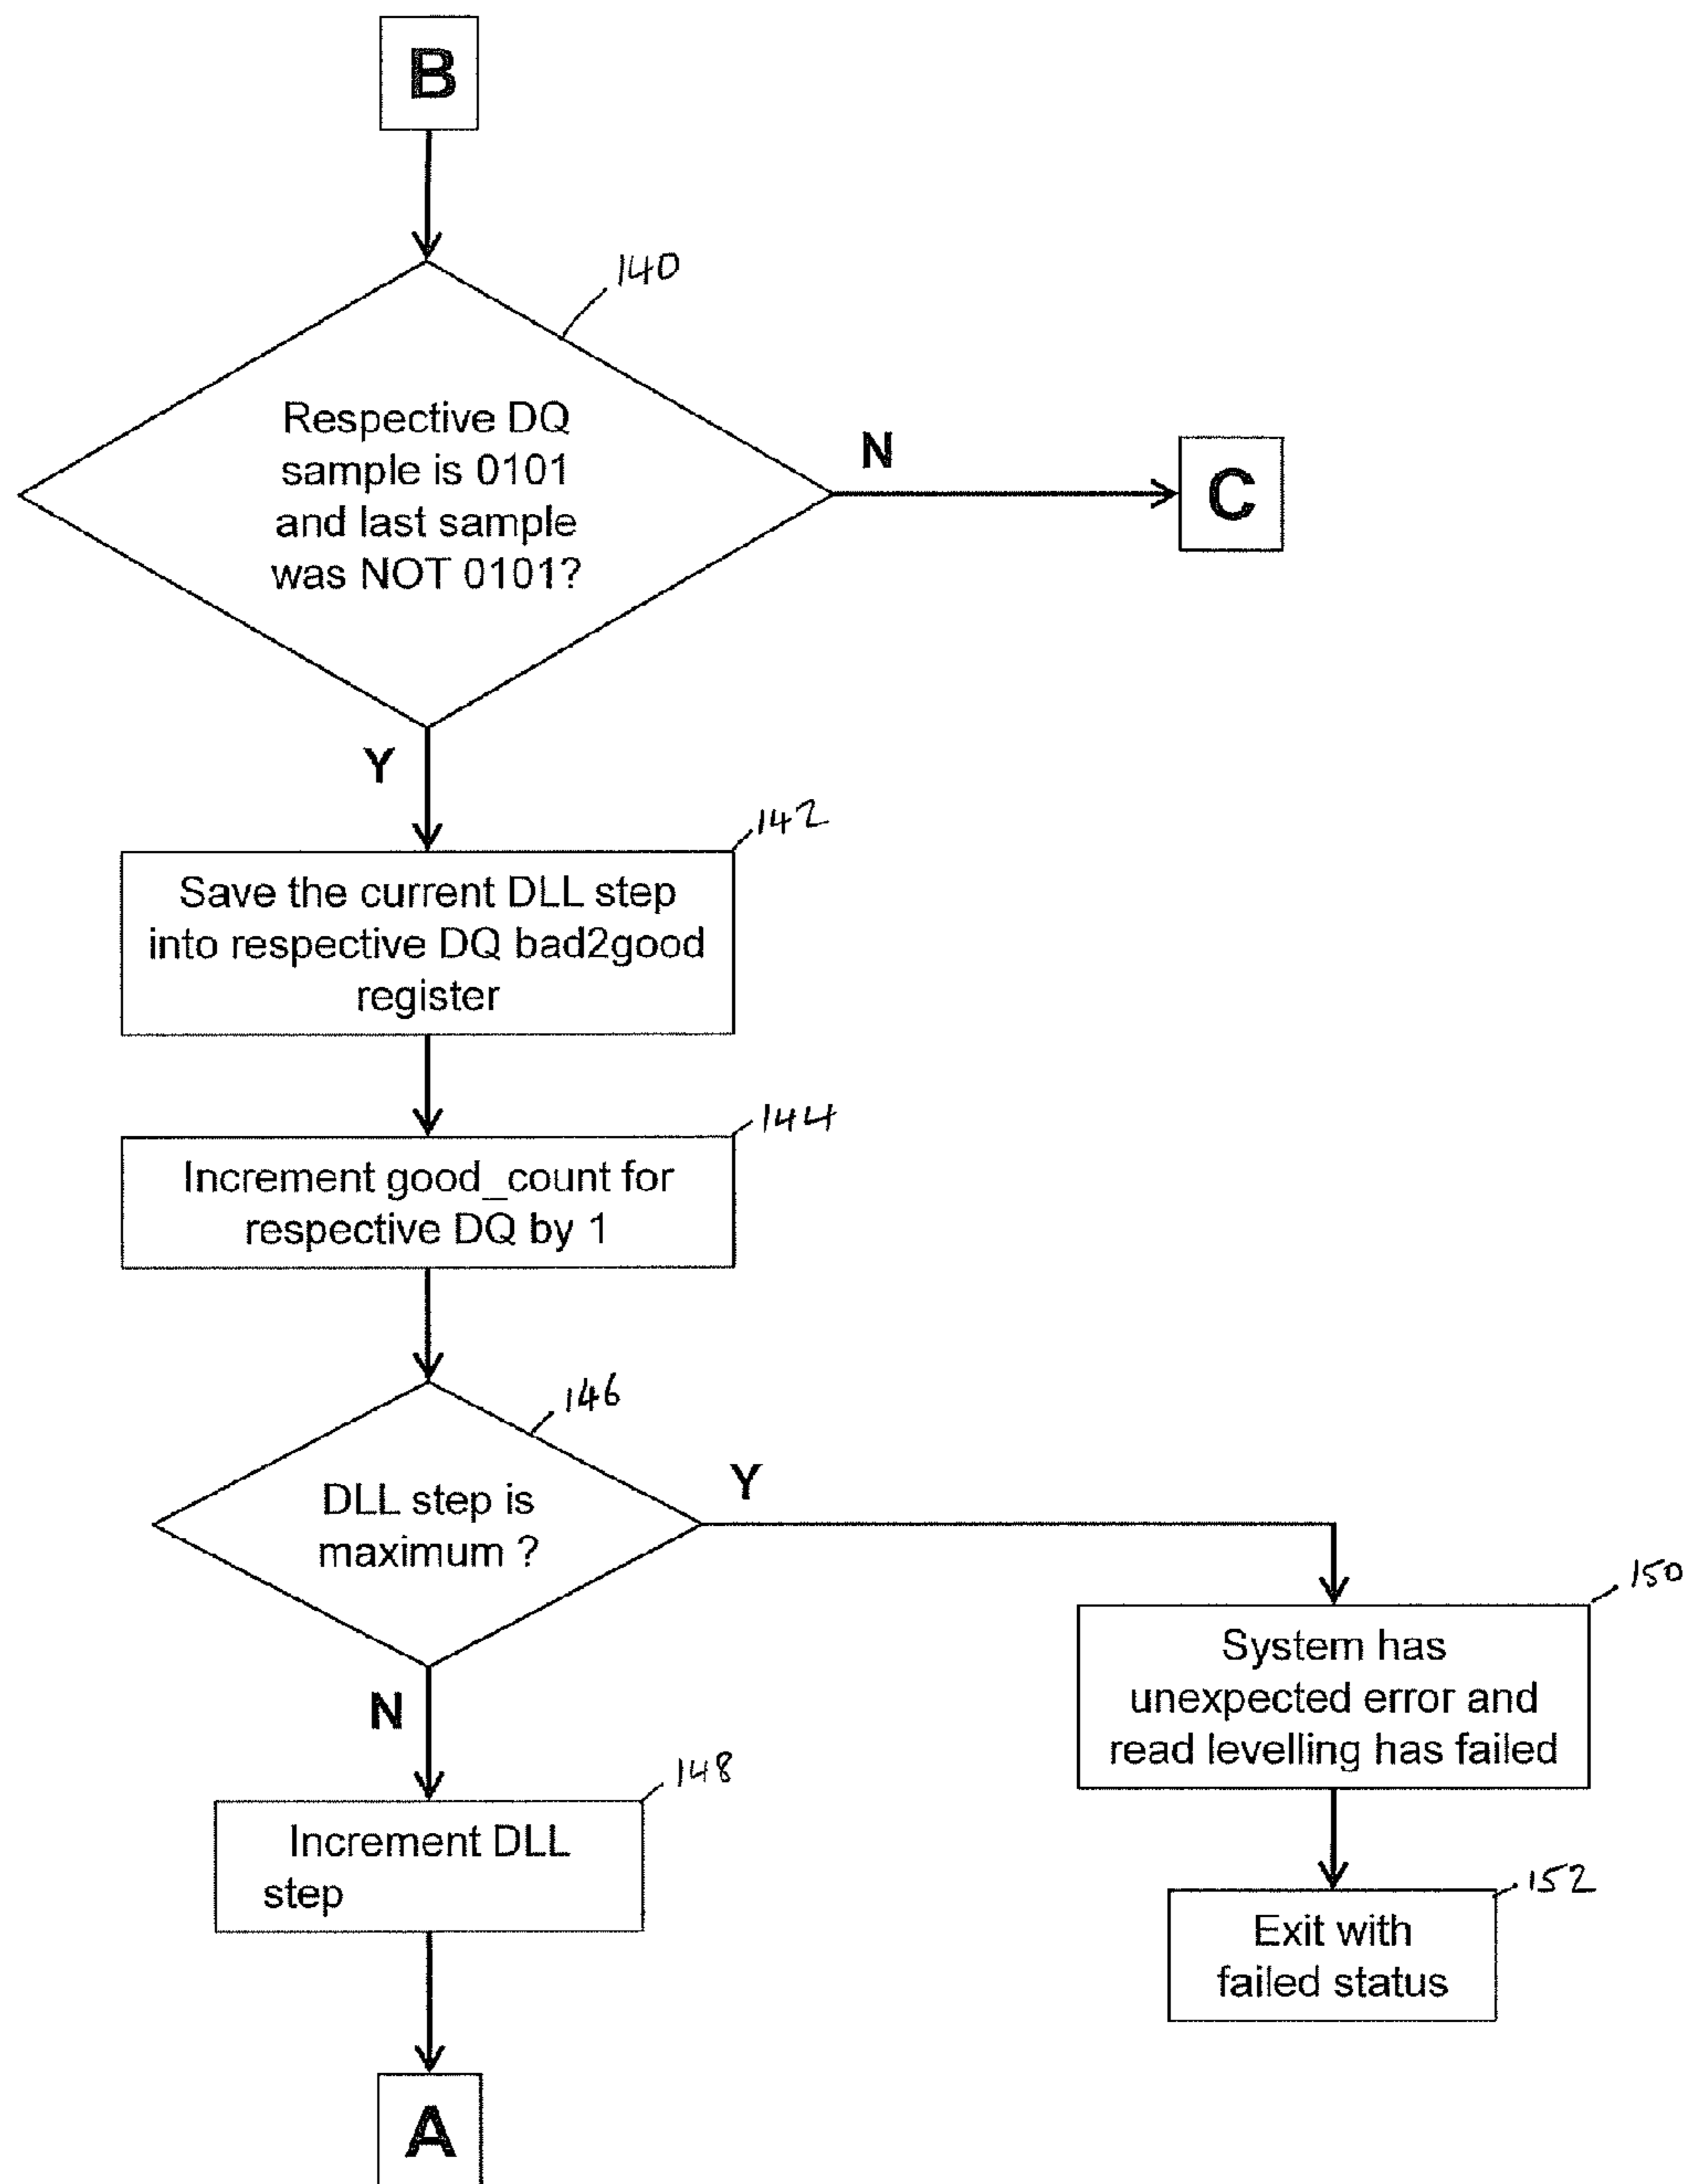 B
140
Respective DQ
sample is 0101
and last sample
was NOT 0101?
N
C
Y
142
Save the current DLL step
into respective DQ bad2good
register
144
Increment good_count for
respective DQ by 1
146
DLL step is
maximum ?
Y
150
System has
unexpected error and
read levelling has failed
N
148
Increment DLL
step
152
Exit with
failed status
A